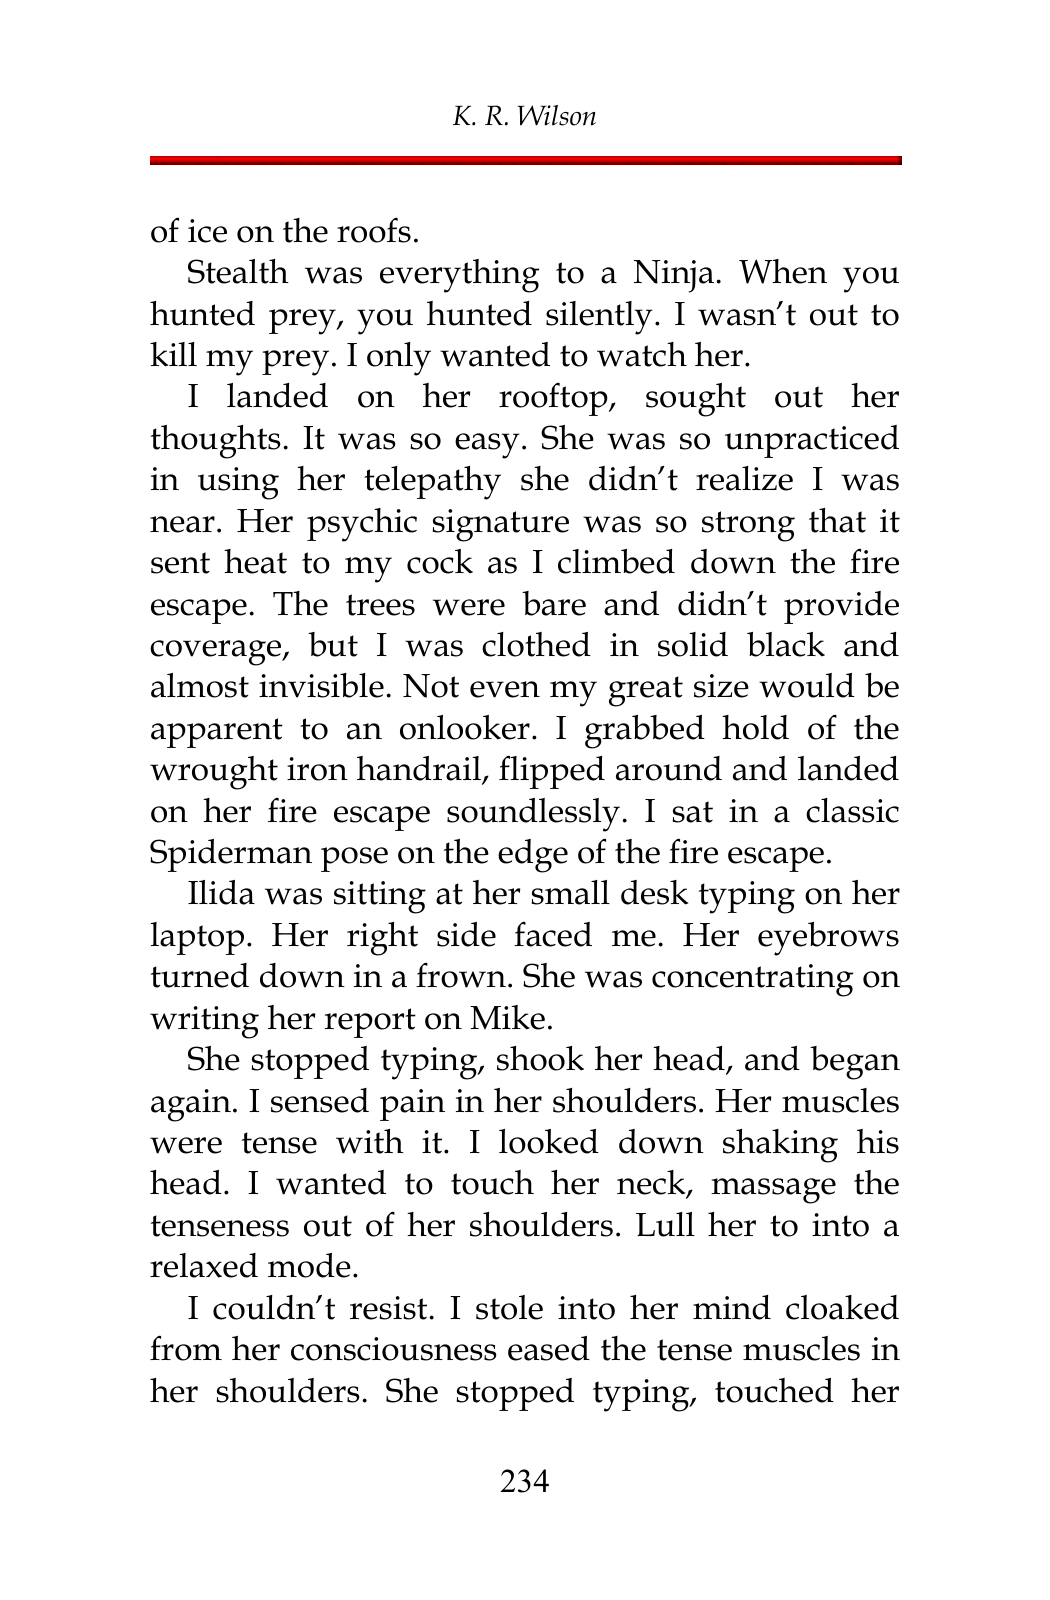 K. R. Wilson
of ice on the roofs.
Stealth was everything to a Ninja. When you
hunted prey, you hunted silently. I wasn’t out to
kill my prey. I only wanted to watch her.
I landed on her rooftop, sought out her
thoughts. It was so easy. She was so unpracticed
in using her telepathy she didn’t realize I was
near. Her psychic signature was so strong that it
sent heat to my cock as I climbed down the fire
escape. The trees were bare and didn’t provide
coverage, but I was clothed in solid black and
almost invisible. Not even my great size would be
apparent to an onlooker. I grabbed hold of the
wrought iron handrail, flipped around and landed
on her fire escape soundlessly. I sat in a classic
Spiderman pose on the edge of the fire escape.
Ilida was sitting at her small desk typing on her
laptop. Her right side faced me. Her eyebrows
turned down in a frown. She was concentrating on
writing her report on Mike.
She stopped typing, shook her head, and began
again. I sensed pain in her shoulders. Her muscles
were tense with it. I looked down shaking his
head. I wanted to touch her neck, massage the
tenseness out of her shoulders. Lull her to into a
relaxed mode.
I couldn’t resist. I stole into her mind cloaked
from her consciousness eased the tense muscles in
her shoulders. She stopped typing, touched her
234